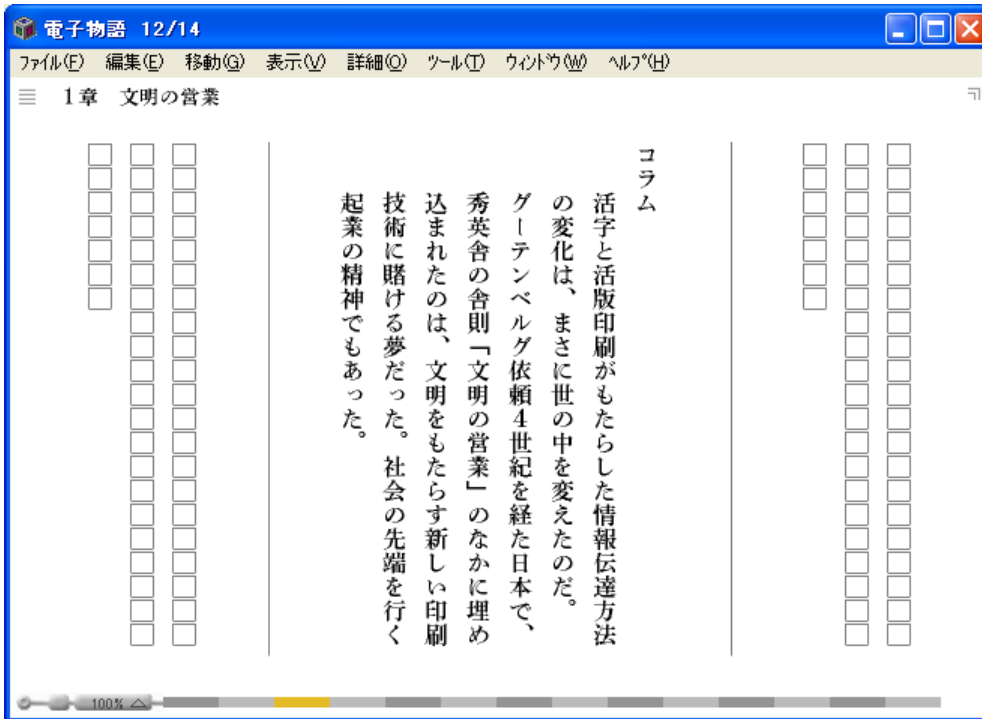 電子物語 12/14
ファイル(F) 編集(E) 移動(G) 表示(V) 詳細(O) ツール(T) ウィンドウ(W) ヘルプ(H)
1章 文明の営業
コラム
活字と活版印刷がもたらした情報伝達方法
の変化は、まさに世の中を変えたのだ。
グーテンベルグ依頼4世紀を経た日本で、
秀英舎の舎則「文明の営業」のなかに埋め
込まれたのは、文明をもたらす新しい印刷
技術に賭ける夢だった。社会の先端を行く
起業の精神でもあった。
100%